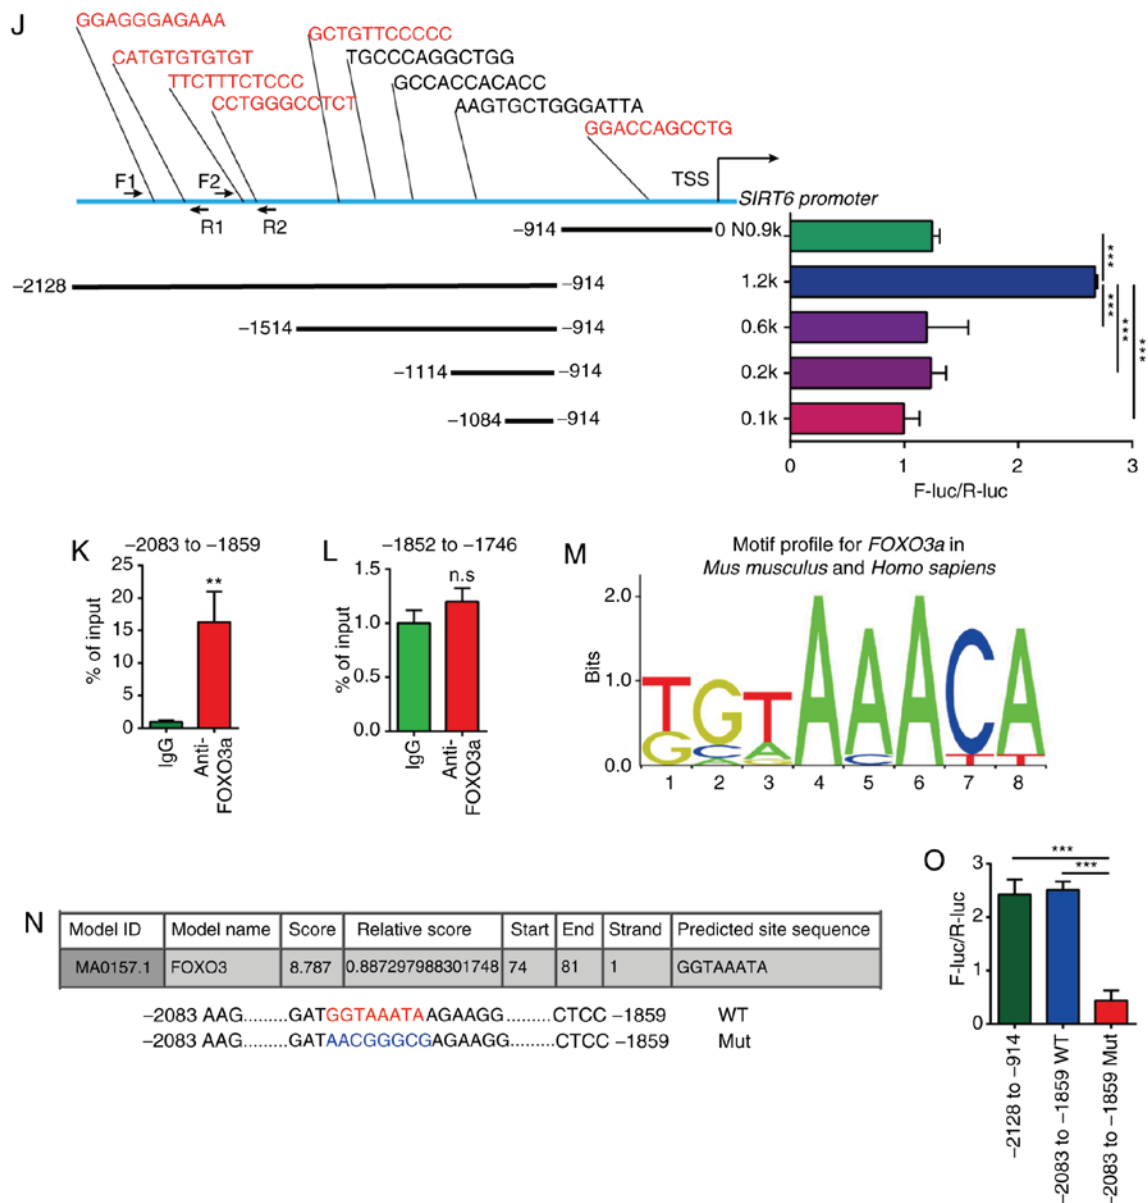 J
GGAGGGAGAAA
CATGTGTGTGT
TTCTTTCTCCC
CCTGGGCCTCT
GCTGTTCCCCC
TGCCCAGGCTGG
GCCACCACACC
AAGTGCTGGGATTA
GGACCAGCCTG
F1
F2
TSS
R1
R2
SIRT6 promoter
−914
0 N0.9k
−2128
−914
1.2k
−1514
−914
0.6k
−1114
−914
0.2k
−1084
−914
0.1k
***
***
***
***
0
1
2
3
F-luc/R-luc
K
−2083 to −1859
25
20
15
10
5
0
% of input
**
IgG
Anti-
FOXO3a
L
−1852 to −1746
1.5
1.0
0.5
0.0
% of input
n.s
IgG
Anti-
FOXO3a
M
Motif profile for FOXO3a in
Mus musculus and Homo sapiens
2.0
1.0
0.0
Bits
T G T A A A C A
G C A C T T
A G
1 2 3 4 5 6 7 8
N
Model ID Model name Score Relative score Start End Strand Predicted site sequence
MA0157.1 FOXO3 8.787 0.887297988301748 74 81 1 GGTAAATA
−2083 AAG.........GATGGTAAATAAGAAGG.........CTCC −1859 WT
−2083 AAG.........GATAACGGGCGAGAAGG.........CTCC −1859 Mut
O
3
2
1
0
F-luc/R-luc
***
***
−2128 to −914
−2083 to −1859 WT
−2083 to −1859 Mut